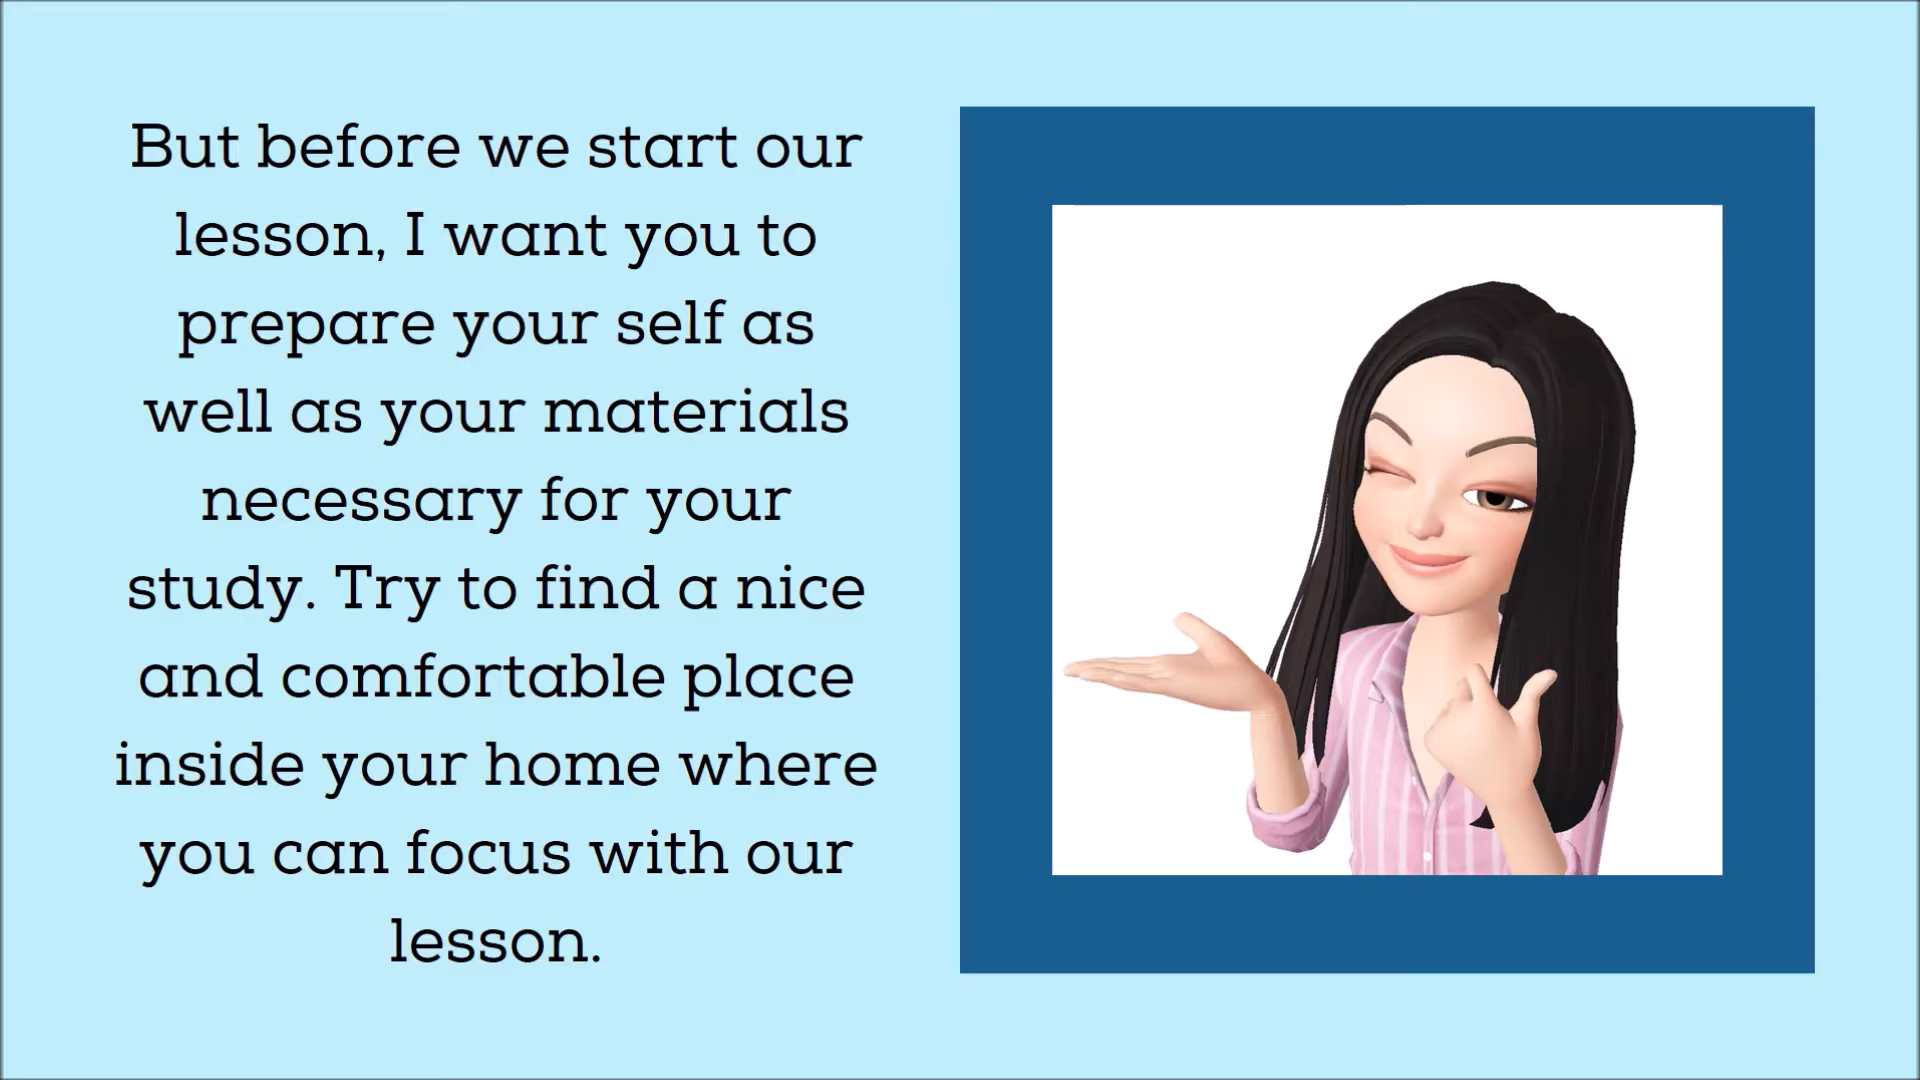 But before we start our
lesson, I want you to
prepare your self as
well as your materials
necessary for your
study. Try to find a nice
and comfortable place
inside your home where
you can focus with our
lesson.